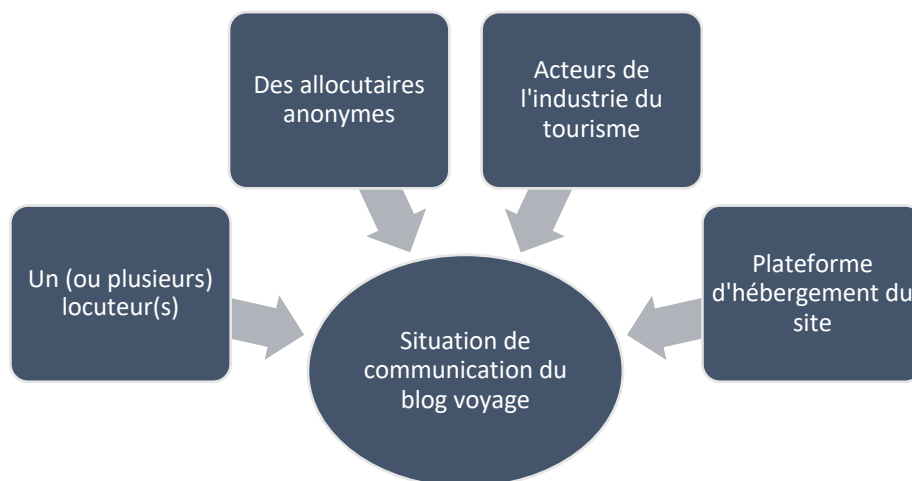 Des allocutaires
anonymes
Acteurs de
l'industrie du
tourisme
Un (ou plusieurs)
locuteur(s)
Plateforme
d'hébergement du
site
Situation de
communication du
blog voyage